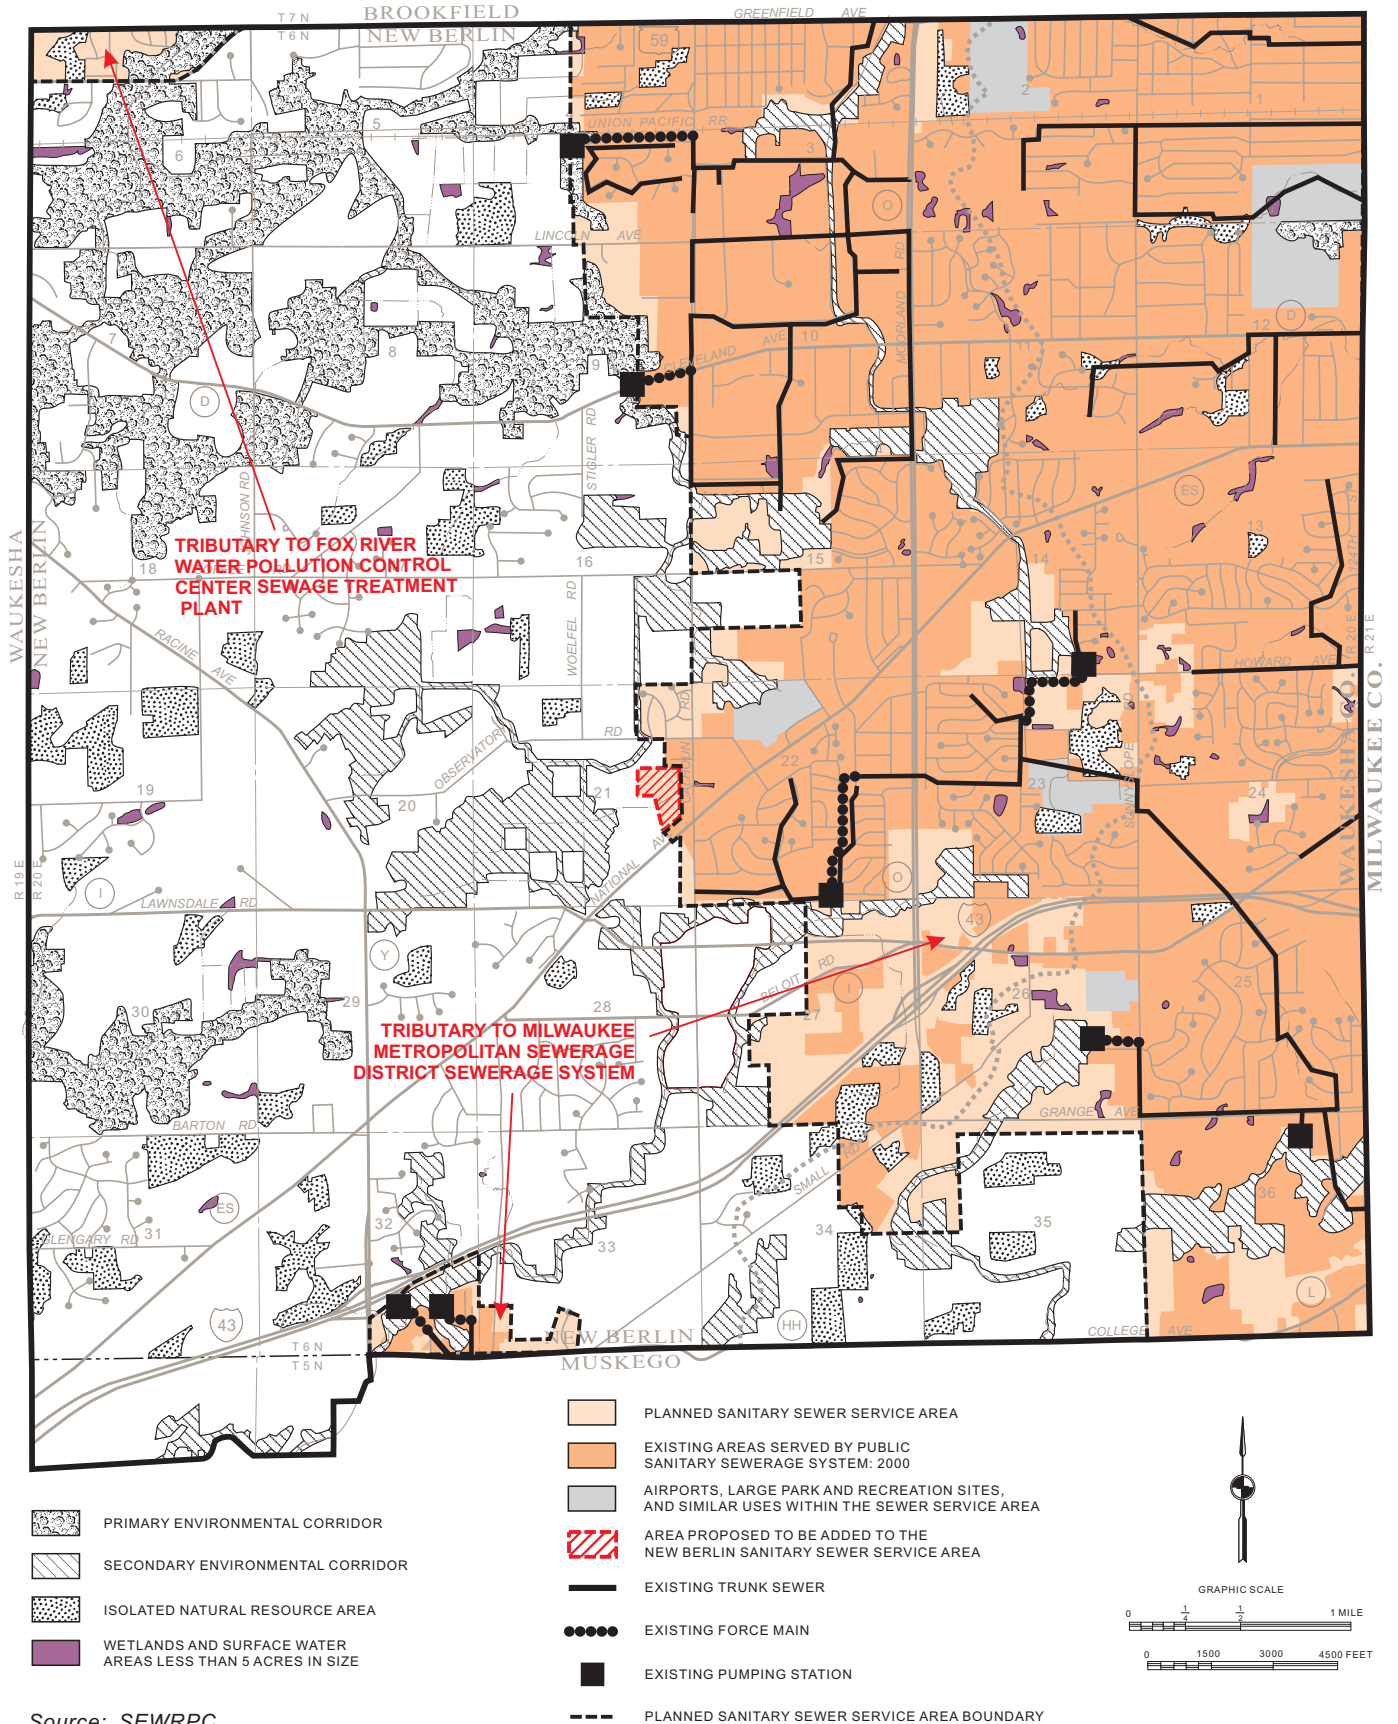 BROOKFIELD
NEW BERLIN
T 7 N
T 6 N
GREENFIELD AVE
59
UNION PACIFIC RR
5
6
3
2
1
O
LINCOLN AVE
MOORLAND RD
7
8
9
10
11
12
D
D
CLEVELAND AVE
STIGLER RD
JOHNSON RD
ES
124TH ST
WAUKESHA
NEW BERLIN
TRIBUTARY TO FOX RIVER
WATER POLLUTION CONTROL
CENTER SEWAGE TREATMENT
PLANT
18
16
15
14
13
RACINE AVE
WOELFEL RD
HOWARD AVE
R 20 E
R 21 E
WAUKESHA CO.
MILWAUKEE CO.
OBSERVATORY RD
CALHOUN RD
SUNNYSLOPE RD
19
20
21
22
23
24
R 19 E
R 20 E
I
LAWNSDALE RD
NATIONAL AVE
O
43
Y
BELOIT RD
I
30
29
28
27
26
25
TRIBUTARY TO MILWAUKEE
METROPOLITAN SEWERAGE
DISTRICT SEWERAGE SYSTEM
BARTON RD
GRANGE AVE
SMALL RD
ES
GLENGARY RD
31
32
33
34
35
36
43
HH
L
T 6 N
T 5 N
NEW BERLIN
MUSKEGO
COLLEGE AVE
PLANNED SANITARY SEWER SERVICE AREA
EXISTING AREAS SERVED BY PUBLIC
SANITARY SEWERAGE SYSTEM: 2000
AIRPORTS, LARGE PARK AND RECREATION SITES,
AND SIMILAR USES WITHIN THE SEWER SERVICE AREA
AREA PROPOSED TO BE ADDED TO THE
NEW BERLIN SANITARY SEWER SERVICE AREA
EXISTING TRUNK SEWER
EXISTING FORCE MAIN
EXISTING PUMPING STATION
PLANNED SANITARY SEWER SERVICE AREA BOUNDARY
PRIMARY ENVIRONMENTAL CORRIDOR
SECONDARY ENVIRONMENTAL CORRIDOR
ISOLATED NATURAL RESOURCE AREA
WETLANDS AND SURFACE WATER
AREAS LESS THAN 5 ACRES IN SIZE
GRAPHIC SCALE
0 1/4 1/2 1 MILE
0 1500 3000 4500 FEET
Source: SEWRPC